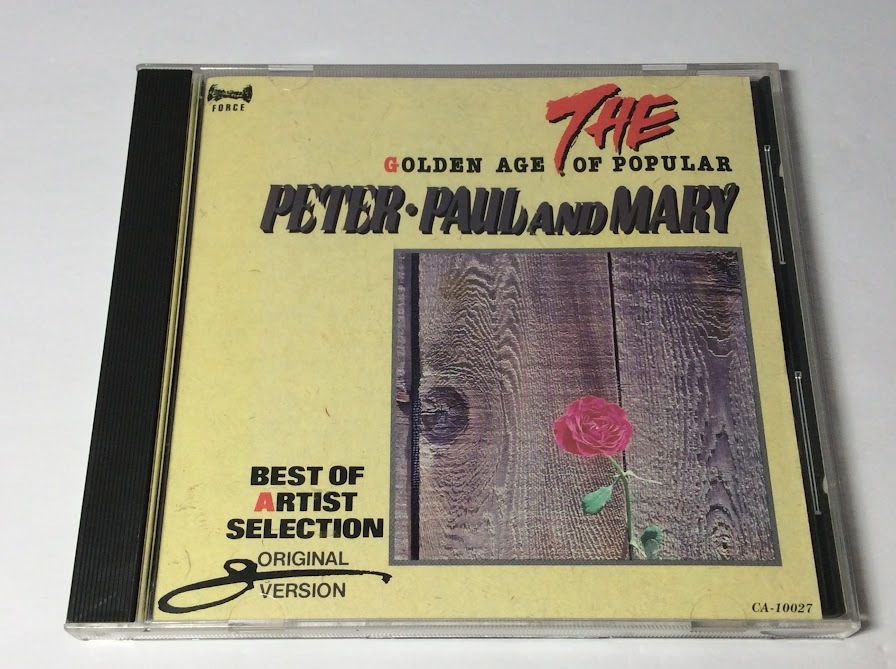 FORCE
THE
GOLDEN AGE OF POPULAR
PETER·PAUL AND MARY
BEST OF
ARTIST
SELECTION
ORIGINAL
VERSION
CA-10027